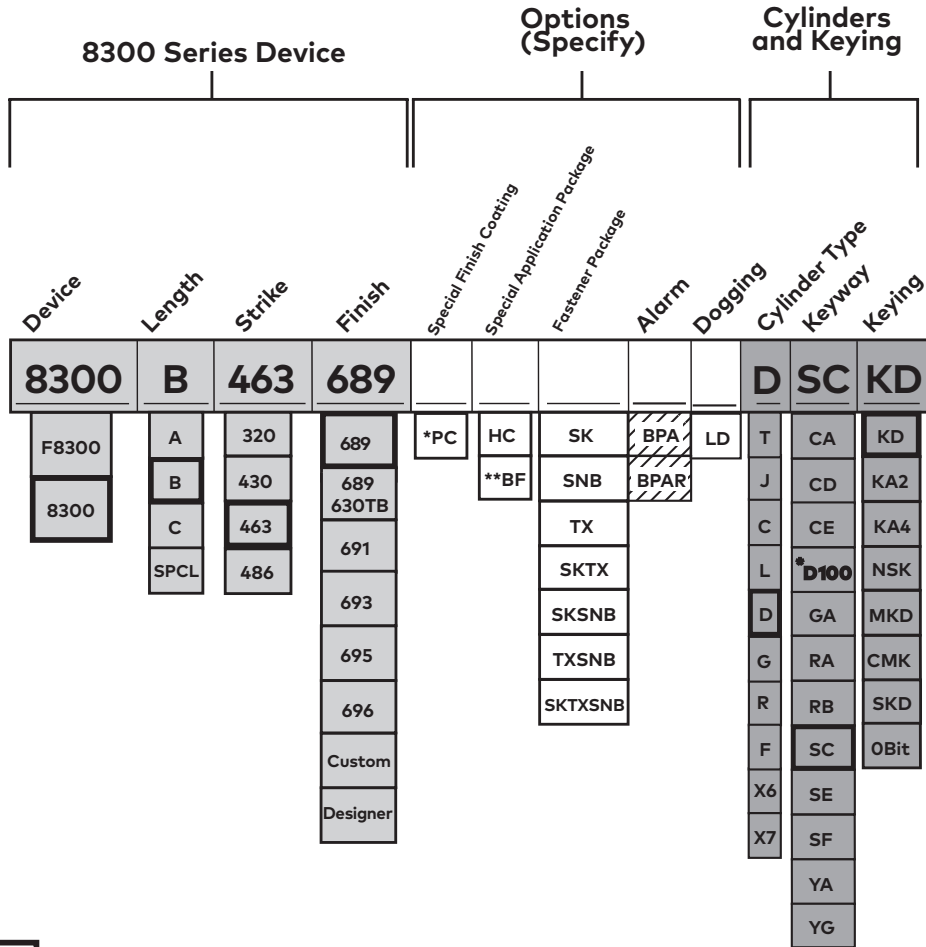 8300 Series Device
Options
(Specify)
Cylinders
and Keying
Device
Length
Strike
Finish
Special Finish Coating
Special Application Package
Fastener Package
Alarm
Dogging
Cylinder Type
Keyway
Keying
8300 B 463 689 D SC KD
F8300
8300
A
B
C
SPCL
320
430
463
486
689
689
630TB
691
693
695
696
Custom
Designer
*PC
HC
**BF
SK
SNB
TX
SKTX
SKSNB
TXSNB
SKTXSNB
BPA
BPAR
LD
T
J
C
L
D
G
R
F
X6
X7
CA
CD
CE
*D100
GA
RA
RB
SC
SE
SF
YA
YG
KD
KA2
KA4
NSK
MKD
CMK
SKD
0Bit